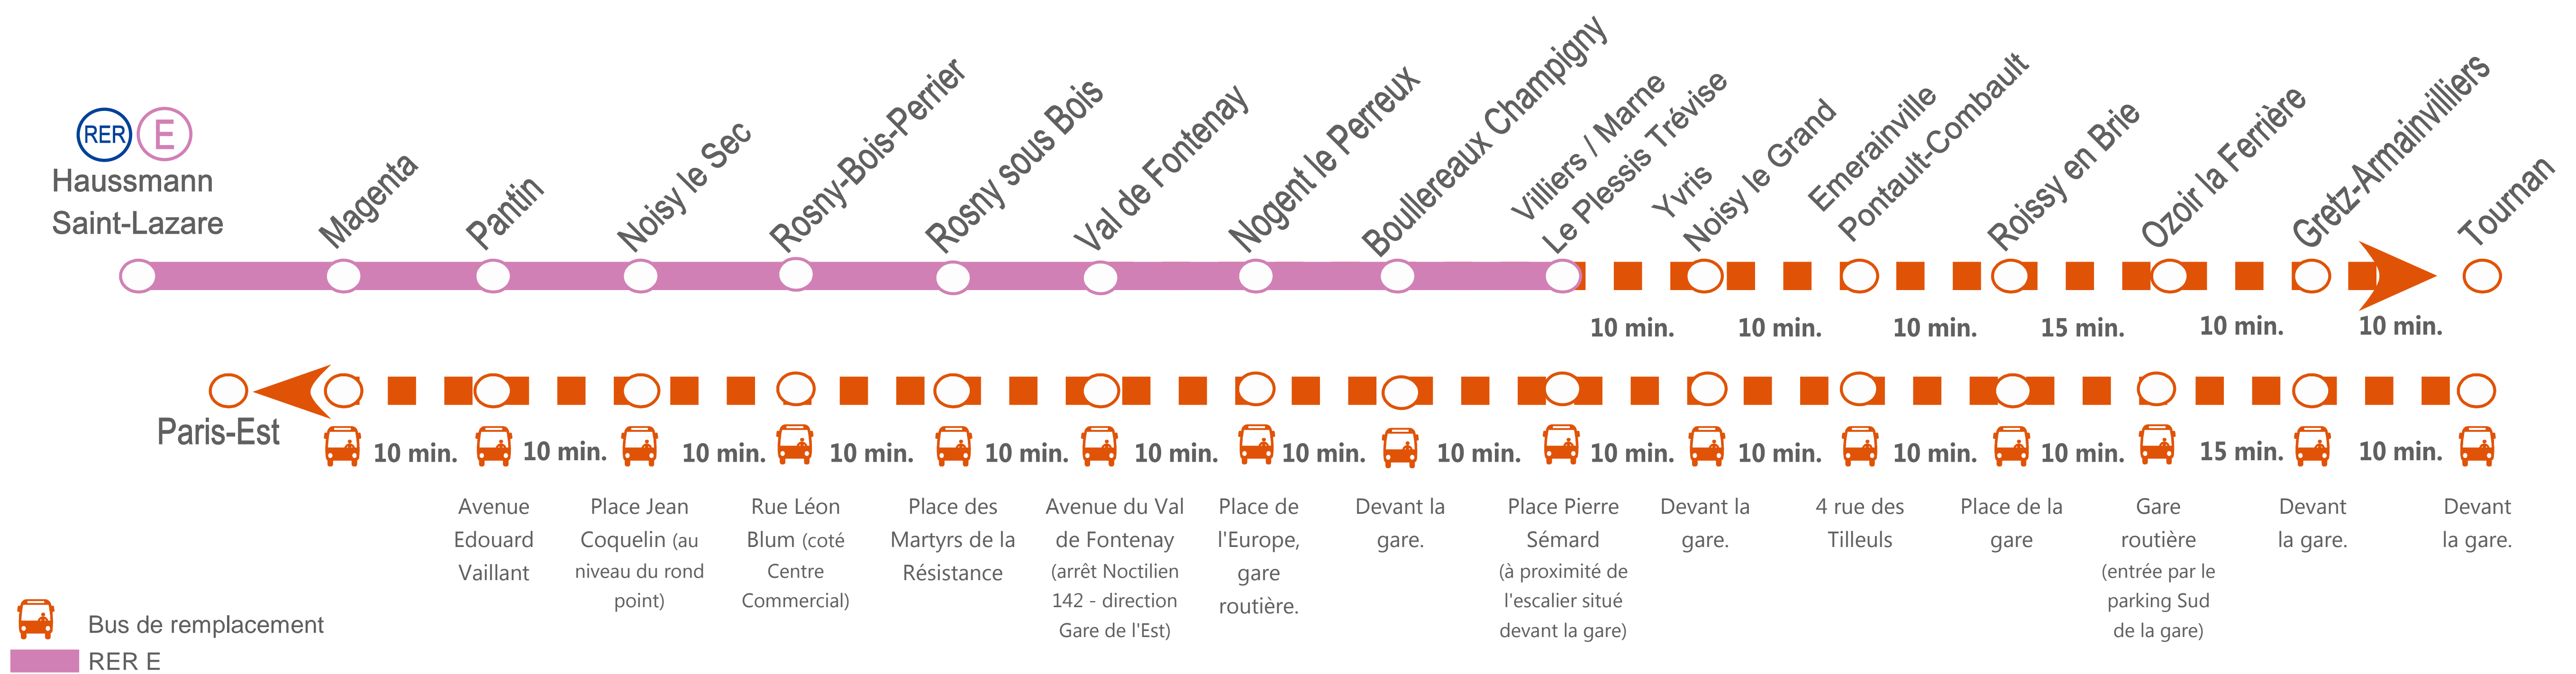 RER E
Haussmann
Saint-Lazare
Magenta
Pantin
Noisy le Sec
Rosny-Bois-Perrier
Rosny sous Bois
Val de Fontenay
Nogent le Perreux
Boullereaux Champigny
Villiers / Marne
Le Plessis Trévise
Yvris
Noisy le Grand
Emerainville
Pontault-Combault
Roissy en Brie
Ozoir la Ferrière
Gretz-Armainvilliers
Tournan
10 min. 10 min. 10 min. 15 min. 10 min. 10 min.
Paris-Est
10 min. 10 min. 10 min. 10 min. 10 min. 10 min. 10 min. 10 min. 10 min. 10 min. 10 min. 10 min. 15 min. 10 min.
Avenue
Edouard
Vaillant
Place Jean
Coquelin (au
niveau du rond
point)
Rue Léon
Blum (coté
Centre
Commercial)
Place des
Martyrs de la
Résistance
Avenue du Val
de Fontenay
(arrêt Noctilien
142 - direction
Gare de l'Est)
Place de
l'Europe,
gare
routière.
Devant la
gare.
Place Pierre
Sémard
(à proximité de
l'escalier situé
devant la gare)
Devant la
gare.
4 rue des
Tilleuls
Place de la
gare
Gare
routière
(entrée par le
parking Sud
de la gare)
Devant
la gare.
Devant
la gare.
Bus de remplacement
RER E